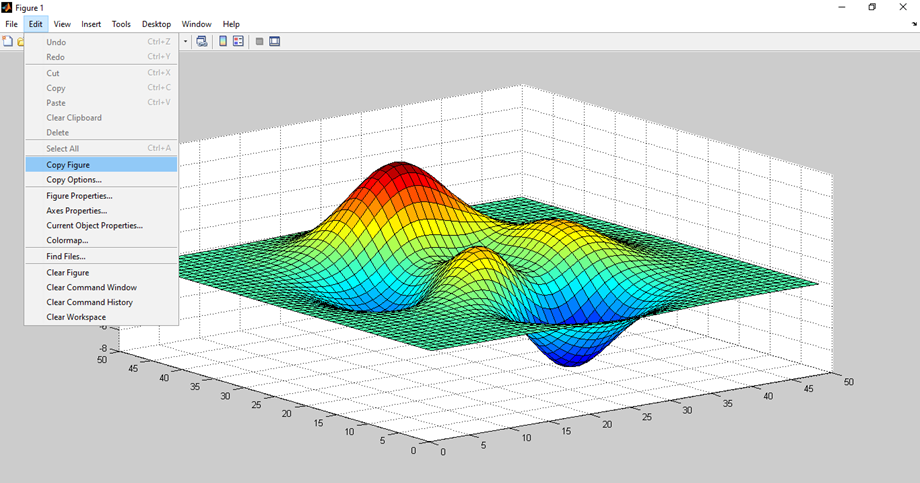 Figure 1
File Edit View Insert Tools Desktop Window Help
Undo Ctrl+Z
Redo Ctrl+Y
Cut Ctrl+X
Copy Ctrl+C
Paste Ctrl+V
Clear Clipboard
Delete
Select All Ctrl+A
Copy Figure
Copy Options...
Figure Properties...
Axes Properties...
Current Object Properties...
Colormap...
Find Files...
Clear Figure
Clear Command Window
Clear Command History
Clear Workspace
-8
50
45
40
35
30
25
20
15
10
5
0
0
5
10
15
20
25
30
35
40
45
50